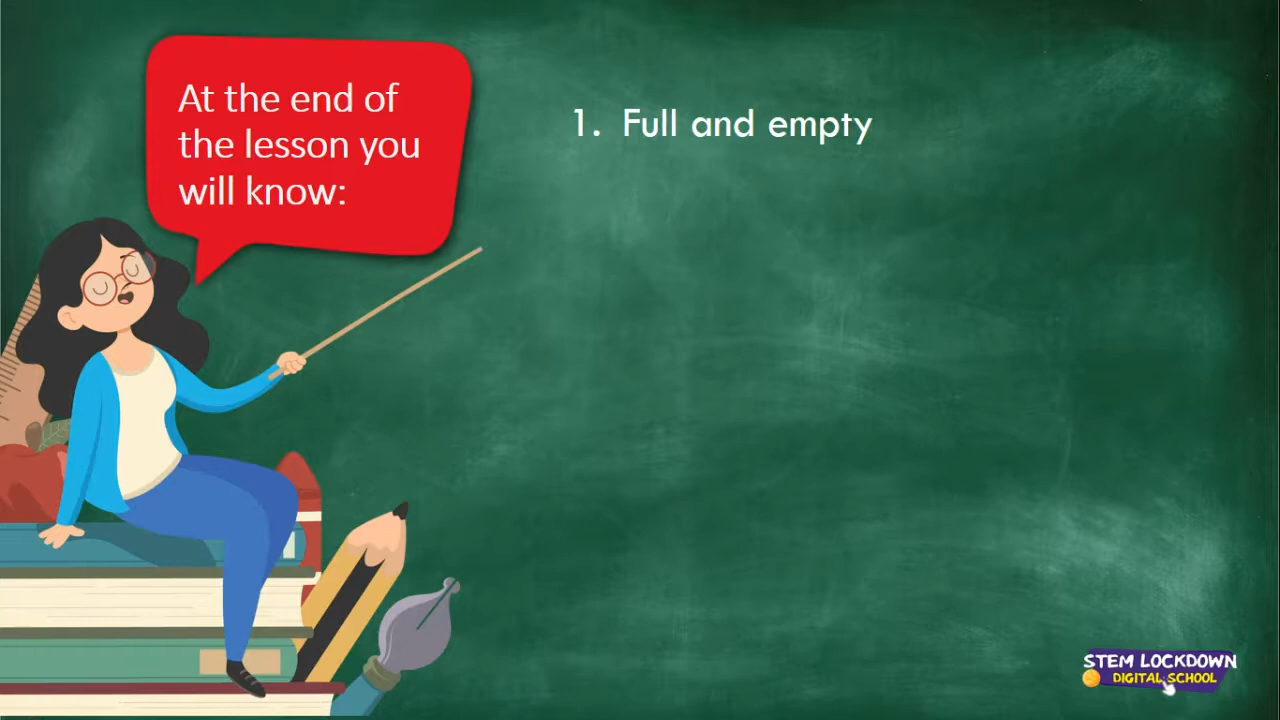 At the end of
the lesson you
will know:
1. Full and empty
STEM LOCKDOWN
DIGITAL SCHOOL